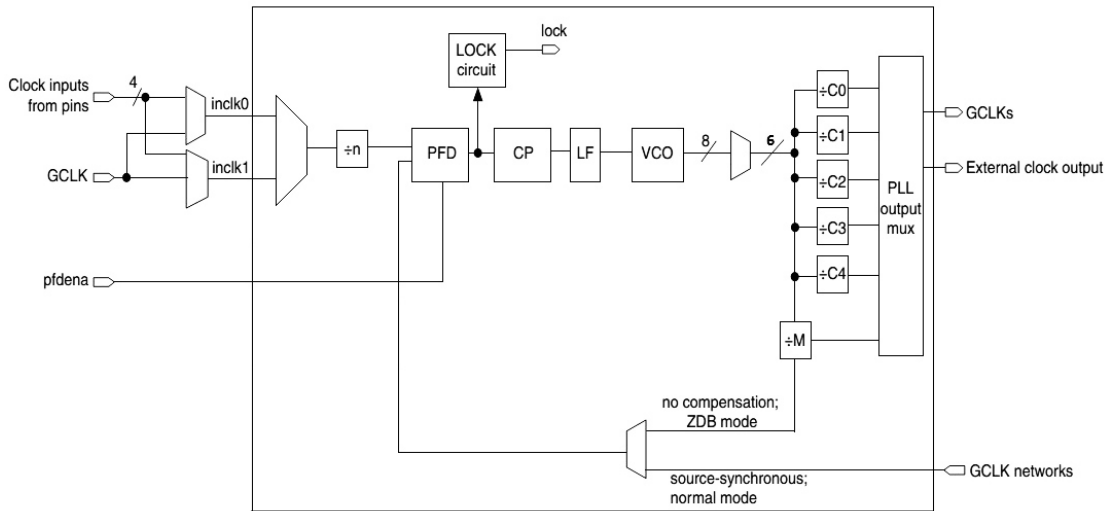 LOCK
circuit
lock
4
Clock inputs
from pins
inclk0
GCLK
inclk1
÷n
PFD
CP
LF
VCO
8
6
÷C0
÷C1
÷C2
÷C3
÷C4
÷M
PLL
output
mux
GCLKs
External clock output
pfdena
no compensation;
ZDB mode
source-synchronous;
normal mode
GCLK networks